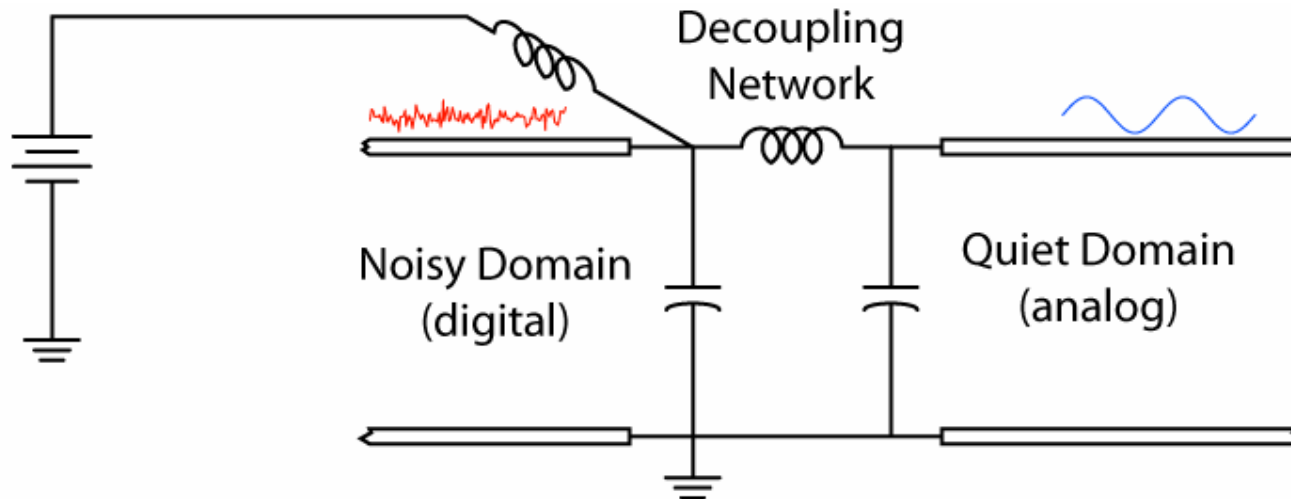 Decoupling
Network
Noisy Domain
(digital)
Quiet Domain
(analog)